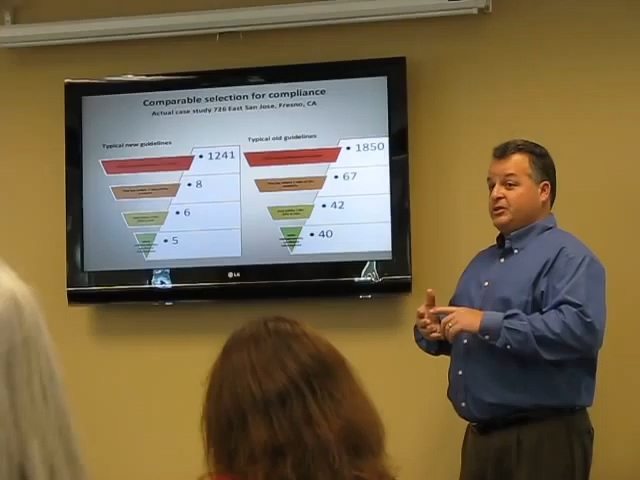 Comparable selection for compliance
Actual case study 736 East San Jose, Fresno, CA
Typical new guidelines
• 1241
• 8
• 6
• 5
Typical old guidelines
• 1850
• 67
• 42
• 40
LG